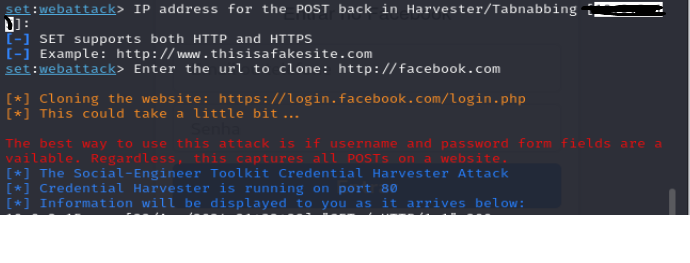 set:webattack> IP address for the POST back in Harvester/Tabnabbing [
]:
[-] SET supports both HTTP and HTTPS
[-] Example: http://www.thisisafakesite.com
set:webattack> Enter the url to clone: http://facebook.com
[*] Cloning the website: https://login.facebook.com/login.php
[*] This could take a little bit...
The best way to use this attack is if username and password form fields are a
vailable. Regardless, this captures all POSTs on a website.
[*] The Social-Engineer Toolkit Credential Harvester Attack
[*] Credential Harvester is running on port 80
[*] Information will be displayed to you as it arrives below: